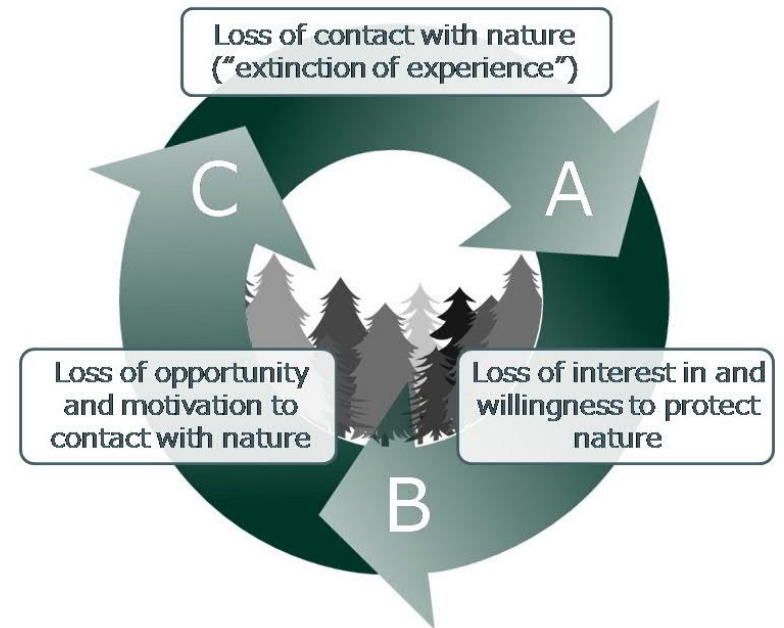 Loss of contact with nature
("extinction of experience")
C
A
Loss of opportunity
and motivation to
contact with nature
Loss of interest in and
willingness to protect
nature
B